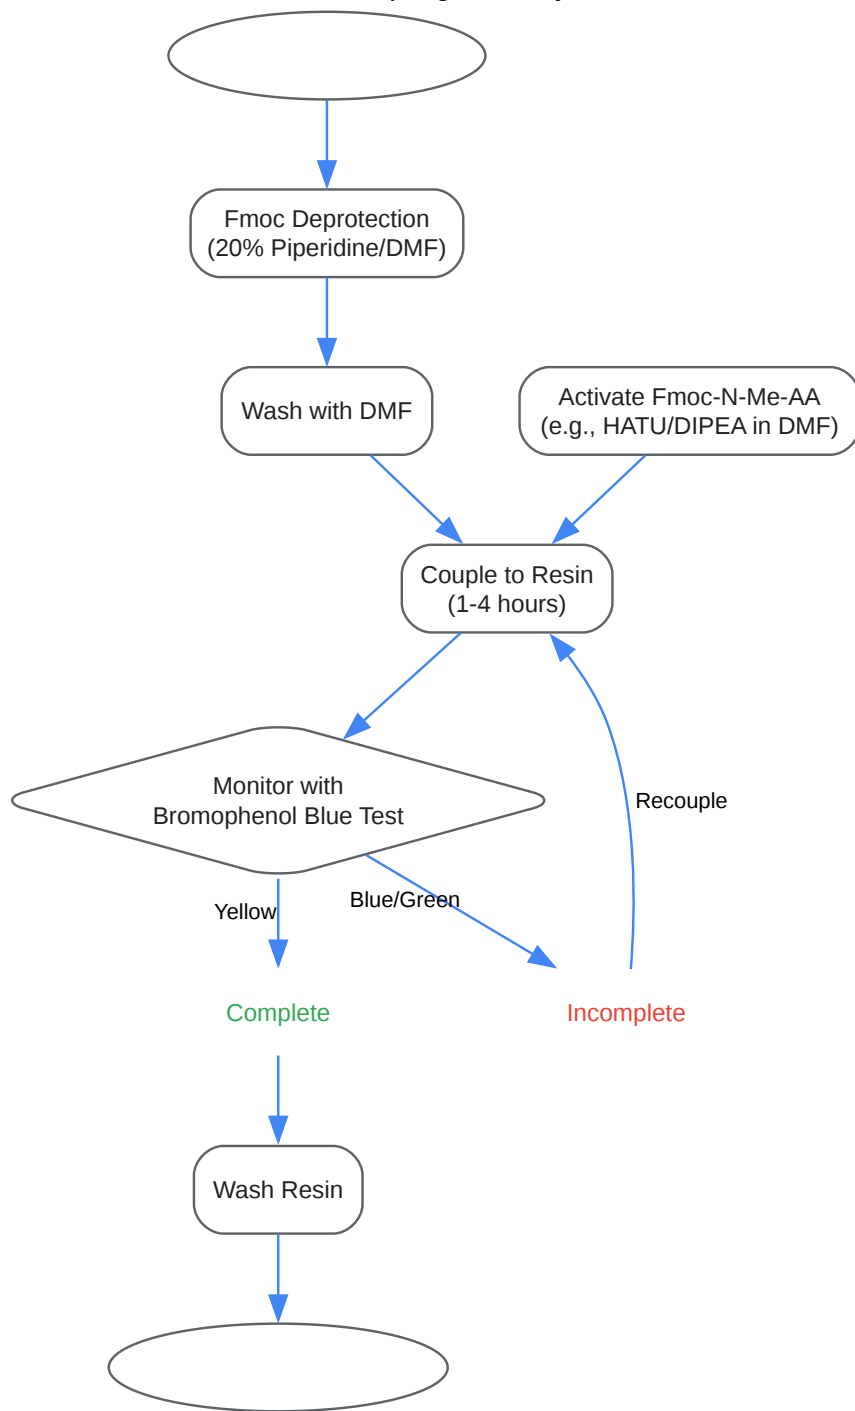 Fmoc Deprotection
(20% Piperidine/DMF)
Wash with DMF
Activate Fmoc-N-Me-AA
(e.g., HATU/DIPEA in DMF)
Couple to Resin
(1-4 hours)
Monitor with
Bromophenol Blue Test
Recouple
Yellow
Blue/Green
Complete
Incomplete
Wash Resin